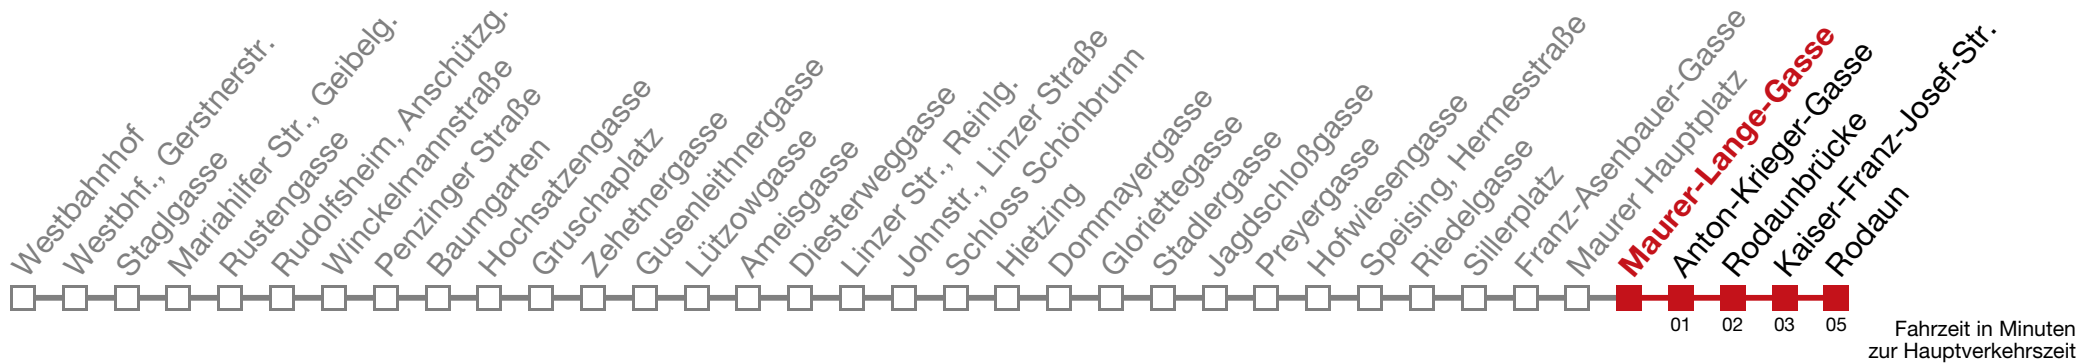 Westbahnhof
Westbhf., Gerstnerstr.
Staglgasse
Mariahilfer Str., Geibelg.
Rustengasse
Rudolfsheim, Anschützg.
Winckelmannstraße
Penzinger Straße
Baumgarten
Hochsatzengasse
Gruschaplatz
Zehetnergasse
Gusenleithnergasse
Lützowgasse
Ameisgasse
Diesterweggasse
Linzer Str., Reinlg.
Johnstr., Linzer Straße
Schloss Schönbrunn
Hietzing
Dommayergasse
Gloriettegasse
Stadlergasse
Jagdschloßgasse
Preyergasse
Hofwiesengasse
Speising, Hermesstraße
Riedelgasse
Sillerplatz
Franz-Asenbauer-Gasse
Maurer Hauptplatz
Maurer-Lange-Gasse
Anton-Krieger-Gasse
Rodaunbrücke
Kaiser-Franz-Josef-Str.
Rodaun
01 02 03 05
Fahrzeit in Minuten
zur Hauptverkehrszeit